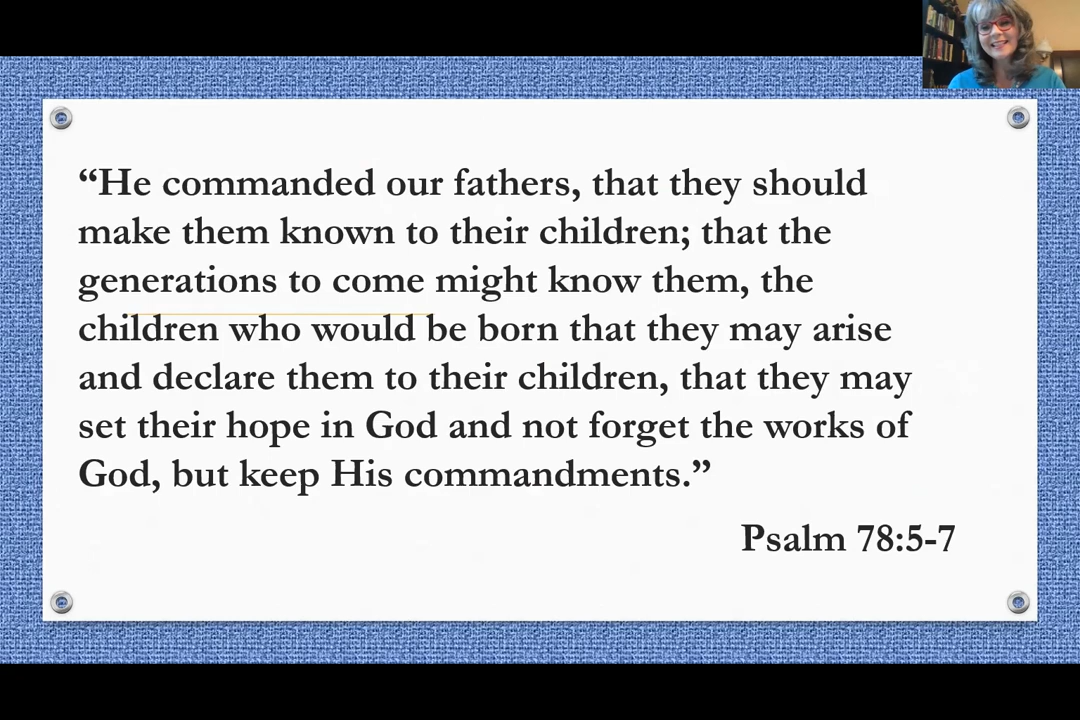 “He commanded our fathers, that they should
make them known to their children; that the
generations to come might know them, the
children who would be born that they may arise
and declare them to their children, that they may
set their hope in God and not forget the works of
God, but keep His commandments.”
Psalm 78:5-7